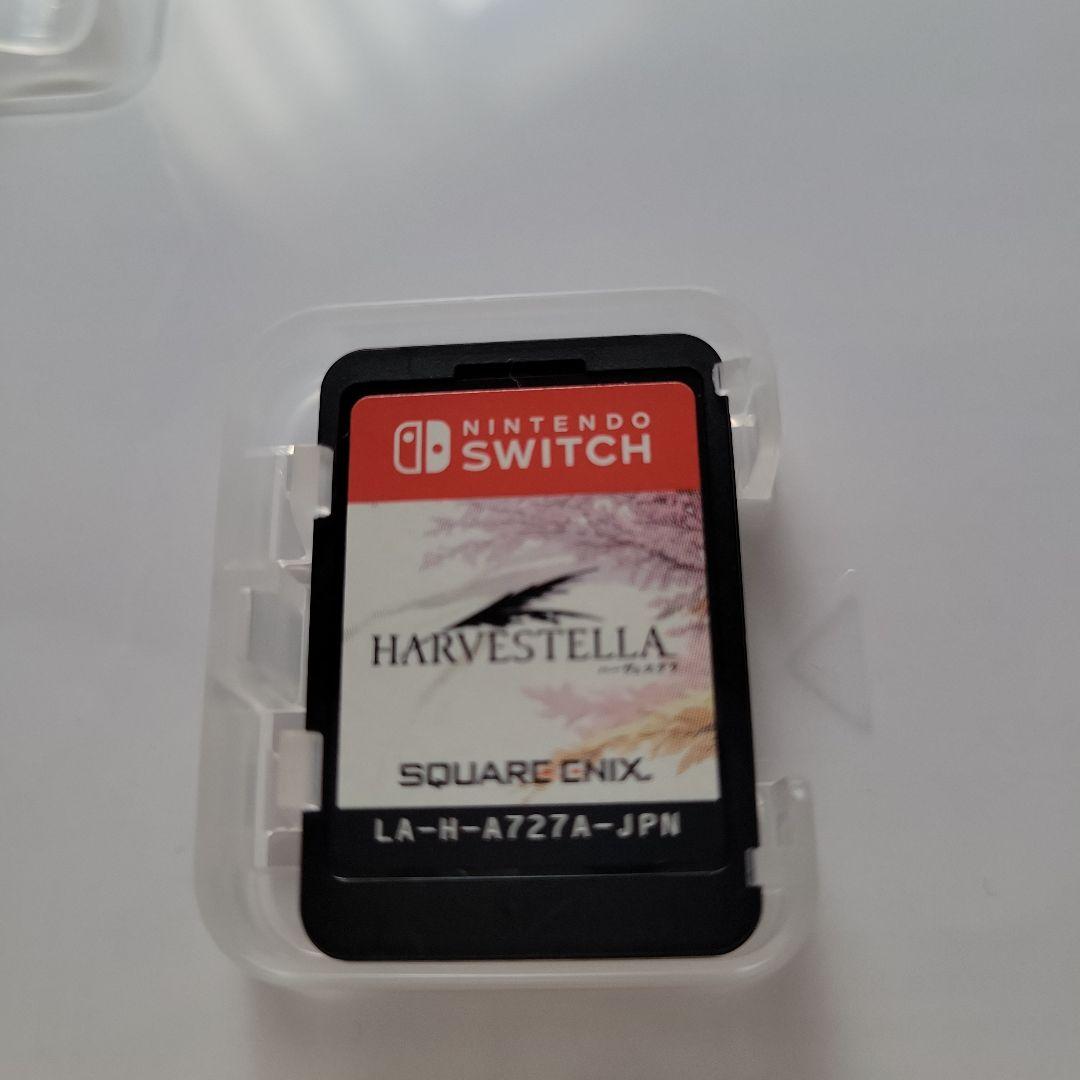 NINTENDO
SWITCH
HARVESTELLA
ハーヴェステラ
SQUARE ENIX
LA-H-A727A-JPN